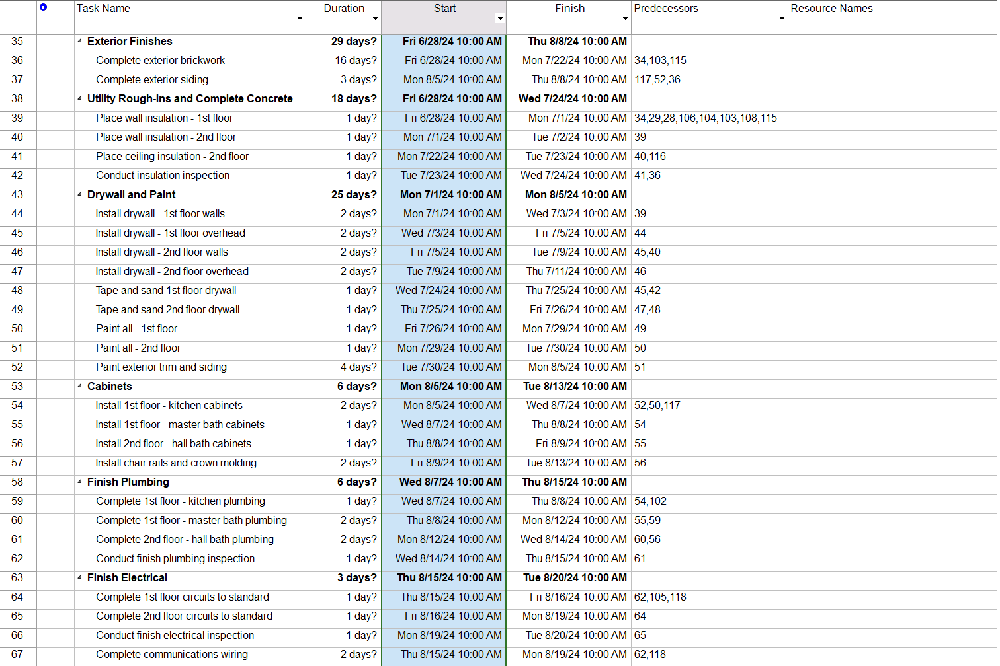 Task Name Duration Start Finish Predecessors Resource Names
35 Exterior Finishes 29 days? Fri 6/28/24 10:00 AM Thu 8/8/24 10:00 AM
36 Complete exterior brickwork 16 days? Fri 6/28/24 10:00 AM Mon 7/22/24 10:00 AM 34,103,115
37 Complete exterior siding 3 days? Mon 8/5/24 10:00 AM Thu 8/8/24 10:00 AM 117,52,36
38 Utility Rough-Ins and Complete Concrete 18 days? Fri 6/28/24 10:00 AM Wed 7/24/24 10:00 AM
39 Place wall insulation - 1st floor 1 day? Fri 6/28/24 10:00 AM Mon 7/1/24 10:00 AM 34,29,28,106,104,103,108,115
40 Place wall insulation - 2nd floor 1 day? Mon 7/1/24 10:00 AM Tue 7/2/24 10:00 AM 39
41 Place ceiling insulation - 2nd floor 1 day? Mon 7/22/24 10:00 AM Tue 7/23/24 10:00 AM 40,116
42 Conduct insulation inspection 1 day? Tue 7/23/24 10:00 AM Wed 7/24/24 10:00 AM 41,36
43 Drywall and Paint 25 days? Mon 7/1/24 10:00 AM Mon 8/5/24 10:00 AM
44 Install drywall - 1st floor walls 2 days? Mon 7/1/24 10:00 AM Wed 7/3/24 10:00 AM 39
45 Install drywall - 1st floor overhead 2 days? Wed 7/3/24 10:00 AM Fri 7/5/24 10:00 AM 44
46 Install drywall - 2nd floor walls 2 days? Fri 7/5/24 10:00 AM Tue 7/9/24 10:00 AM 45,40
47 Install drywall - 2nd floor overhead 2 days? Tue 7/9/24 10:00 AM Thu 7/11/24 10:00 AM 46
48 Tape and sand 1st floor drywall 1 day? Wed 7/24/24 10:00 AM Thu 7/25/24 10:00 AM 45,42
49 Tape and sand 2nd floor drywall 1 day? Thu 7/25/24 10:00 AM Fri 7/26/24 10:00 AM 47,48
50 Paint all - 1st floor 1 day? Fri 7/26/24 10:00 AM Mon 7/29/24 10:00 AM 49
51 Paint all - 2nd floor 1 day? Mon 7/29/24 10:00 AM Tue 7/30/24 10:00 AM 50
52 Paint exterior trim and siding 4 days? Tue 7/30/24 10:00 AM Mon 8/5/24 10:00 AM 51
53 Cabinets 6 days? Mon 8/5/24 10:00 AM Tue 8/13/24 10:00 AM
54 Install 1st floor - kitchen cabinets 2 days? Mon 8/5/24 10:00 AM Wed 8/7/24 10:00 AM 52,50,117
55 Install 1st floor - master bath cabinets 1 day? Wed 8/7/24 10:00 AM Thu 8/8/24 10:00 AM 54
56 Install 2nd floor - hall bath cabinets 1 day? Thu 8/8/24 10:00 AM Fri 8/9/24 10:00 AM 55
57 Install chair rails and crown molding 2 days? Fri 8/9/24 10:00 AM Tue 8/13/24 10:00 AM 56
58 Finish Plumbing 6 days? Wed 8/7/24 10:00 AM Thu 8/15/24 10:00 AM
59 Complete 1st floor - kitchen plumbing 1 day? Wed 8/7/24 10:00 AM Thu 8/8/24 10:00 AM 54,102
60 Complete 1st floor - master bath plumbing 2 days? Thu 8/8/24 10:00 AM Mon 8/12/24 10:00 AM 55,59
61 Complete 2nd floor - hall bath plumbing 2 days? Mon 8/12/24 10:00 AM Wed 8/14/24 10:00 AM 60,56
62 Conduct finish plumbing inspection 1 day? Wed 8/14/24 10:00 AM Thu 8/15/24 10:00 AM 61
63 Finish Electrical 3 days? Thu 8/15/24 10:00 AM Tue 8/20/24 10:00 AM
64 Complete 1st floor circuits to standard 1 day? Thu 8/15/24 10:00 AM Fri 8/16/24 10:00 AM 62,105,118
65 Complete 2nd floor circuits to standard 1 day? Fri 8/16/24 10:00 AM Mon 8/19/24 10:00 AM 64
66 Conduct finish electrical inspection 1 day? Mon 8/19/24 10:00 AM Tue 8/20/24 10:00 AM 65
67 Complete communications wiring 2 days? Thu 8/15/24 10:00 AM Mon 8/19/24 10:00 AM 62,118